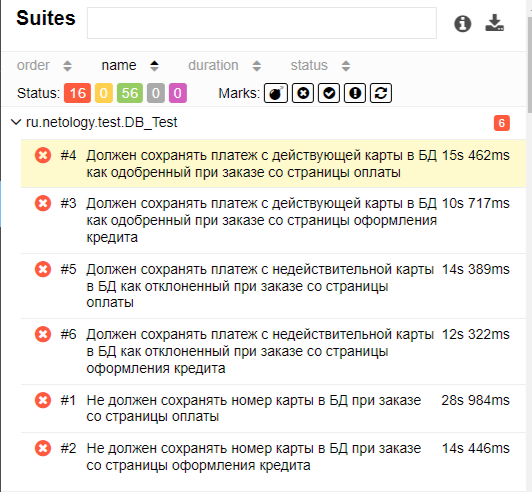 Suites
order name duration status
Status: 16 0 56 0 0 Marks:
ru.netology.test.DB_Test 6
#4 Должен сохранять платеж с действующей карты в БД 15s 462ms
как одобренный при заказе со страницы оплаты
#3 Должен сохранять платеж с действующей карты в БД 10s 717ms
как одобренный при заказе со страницы оформления
кредита
#5 Должен сохранять платеж с недействительной карты 14s 389ms
в БД как отклоненный при заказе со страницы
оплаты
#6 Должен сохранять платеж с недействительной карты 12s 322ms
в БД как отклоненный при заказе со страницы
оформления кредита
#1 Не должен сохранять номер карты в БД при заказе 28s 984ms
со страницы оплаты
#2 Не должен сохранять номер карты в БД при заказе 14s 446ms
со страницы оформления кредита